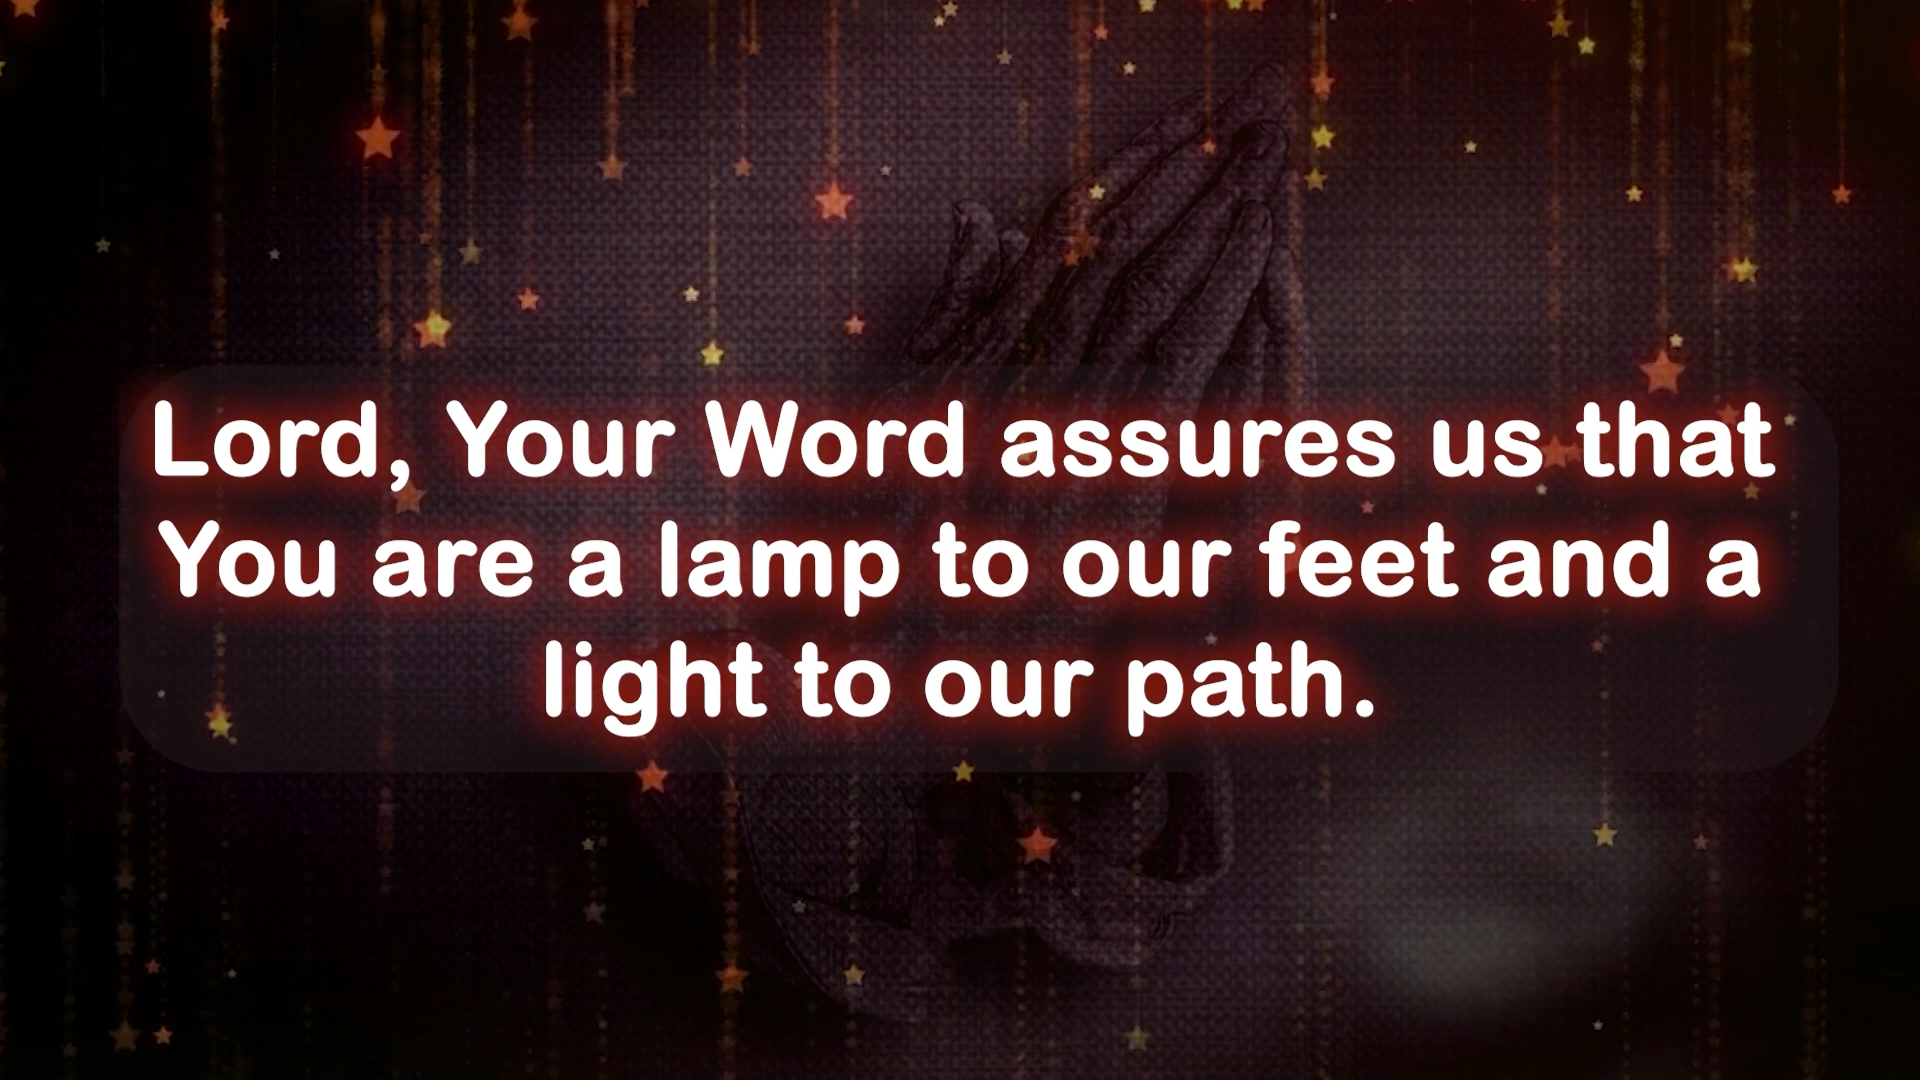 Lord, Your Word assures us that
You are a lamp to our feet and a
light to our path.